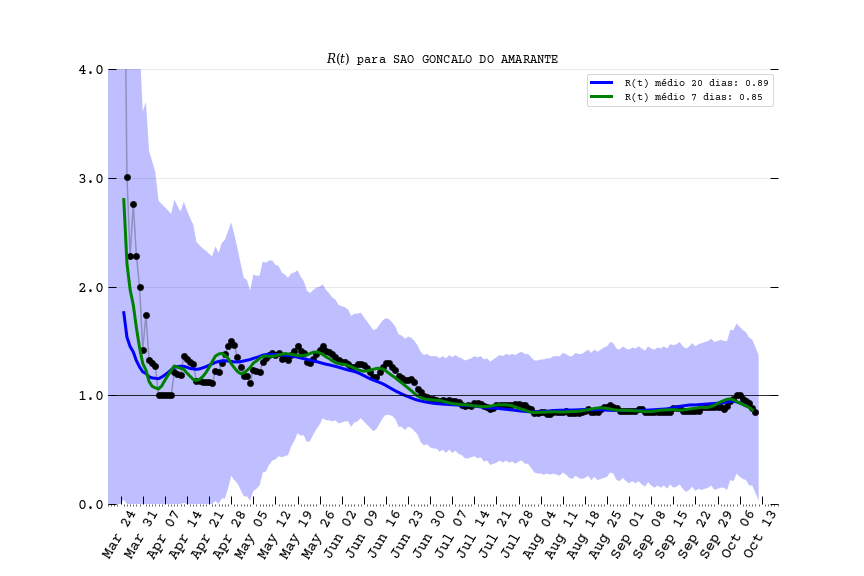 R(t) para SAO GONCALO DO AMARANTE
R(t) médio 20 dias: 0.89
R(t) médio 7 dias: 0.85
4.0
3.0
2.0
1.0
0.0
Mar 24
Mar 31
Apr 07
Apr 14
Apr 21
Apr 28
May 05
May 12
May 19
May 26
Jun 02
Jun 09
Jun 16
Jun 23
Jun 30
Jul 07
Jul 14
Jul 21
Jul 28
Aug 04
Aug 11
Aug 18
Aug 25
Sep 01
Sep 08
Sep 15
Sep 22
Sep 29
Oct 06
Oct 13